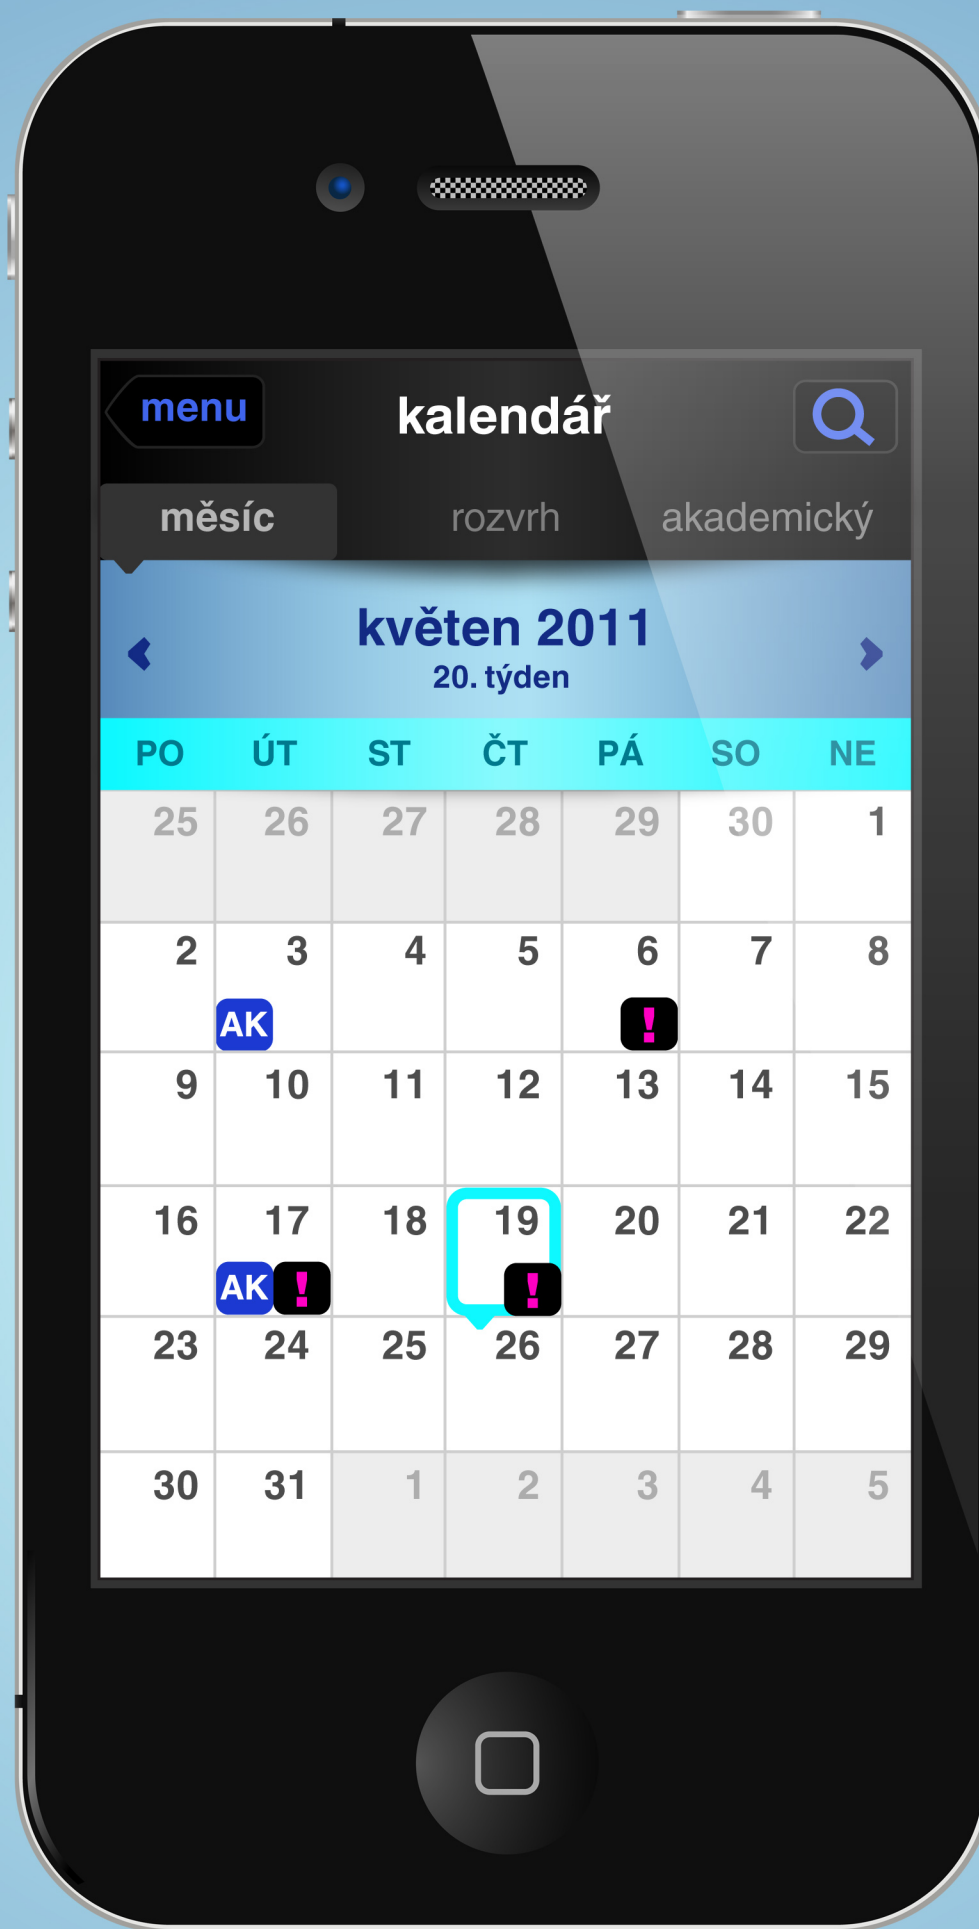 menu kalendář
měsíc rozvrh akademický
květen 2011
20. týden
PO ÚT ST ČT PÁ SO NE
25 26 27 28 29 30 1
2 3 4 5 6 7 8
AK !
9 10 11 12 13 14 15
16 17 18 19 20 21 22
AK ! !
23 24 25 26 27 28 29
30 31 1 2 3 4 5